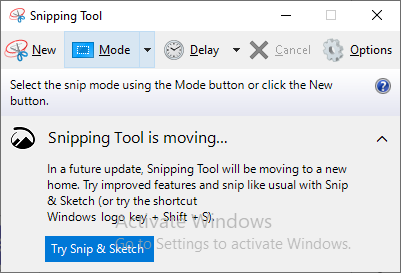 Snipping Tool
New Mode Delay Cancel Options
Select the snip mode using the Mode button or click the New
button.
Snipping Tool is moving...
In a future update, Snipping Tool will be moving to a new
home. Try improved features and snip like usual with Snip
& Sketch (or try the shortcut
Windows logo key + Shift + S).
Activate Windows
Try Snip & Sketch
Go to Settings to activate Windows.